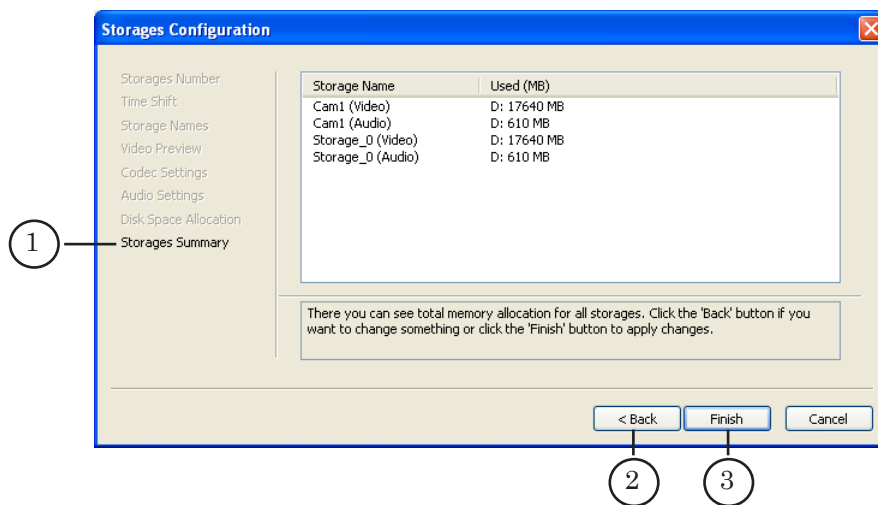 Storages Configuration
Storages Number
Time Shift
Storage Names
Video Preview
Codec Settings
Audio Settings
Disk Space Allocation
1
Storages Summary
Storage Name Used (MB)
Cam1 (Video) D: 17640 MB
Cam1 (Audio) D: 610 MB
Storage_0 (Video) D: 17640 MB
Storage_0 (Audio) D: 610 MB
There you can see total memory allocation for all storages. Click the 'Back' button if you
want to change something or click the 'Finish' button to apply changes.
< Back Finish Cancel
2 3